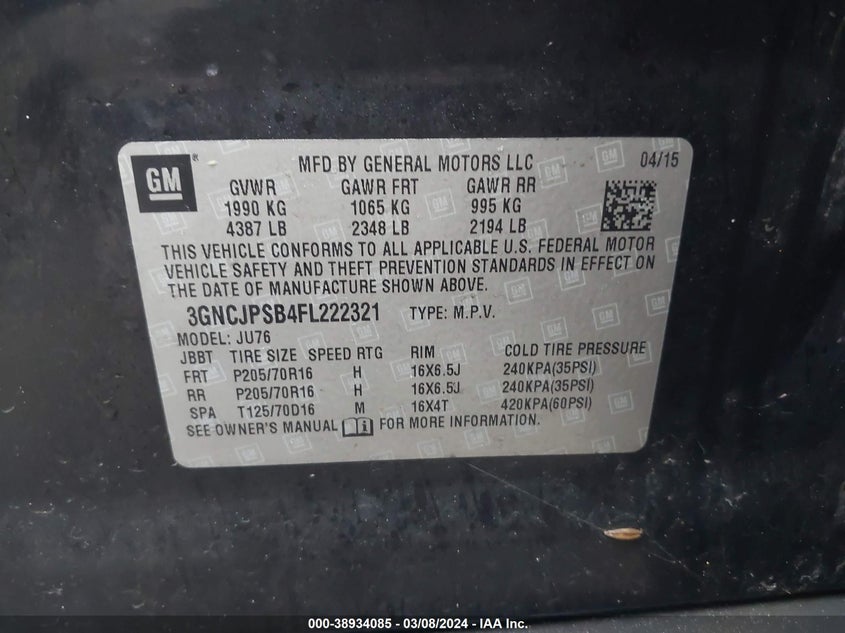 GM ®
MFD BY GENERAL MOTORS LLC 04/15
GVWR GAWR FRT GAWR RR
1990 KG 1065 KG 995 KG
4387 LB 2348 LB 2194 LB
THIS VEHICLE CONFORMS TO ALL APPLICABLE U.S. FEDERAL MOTOR
VEHICLE SAFETY AND THEFT PREVENTION STANDARDS IN EFFECT ON
THE DATE OF MANUFACTURE SHOWN ABOVE.
3GNCJPSB4FL222321 TYPE: M.P.V.
MODEL: JU76
JBBT TIRE SIZE SPEED RTG RIM COLD TIRE PRESSURE
FRT P205/70R16 H 16X6.5J 240KPA(35PSI)
RR P205/70R16 H 16X6.5J 240KPA(35PSI)
SPA T125/70D16 M 16X4T 420KPA(60PSI)
SEE OWNER'S MANUAL FOR MORE INFORMATION.
000-38934085 - 03/08/2024 - IAA Inc.